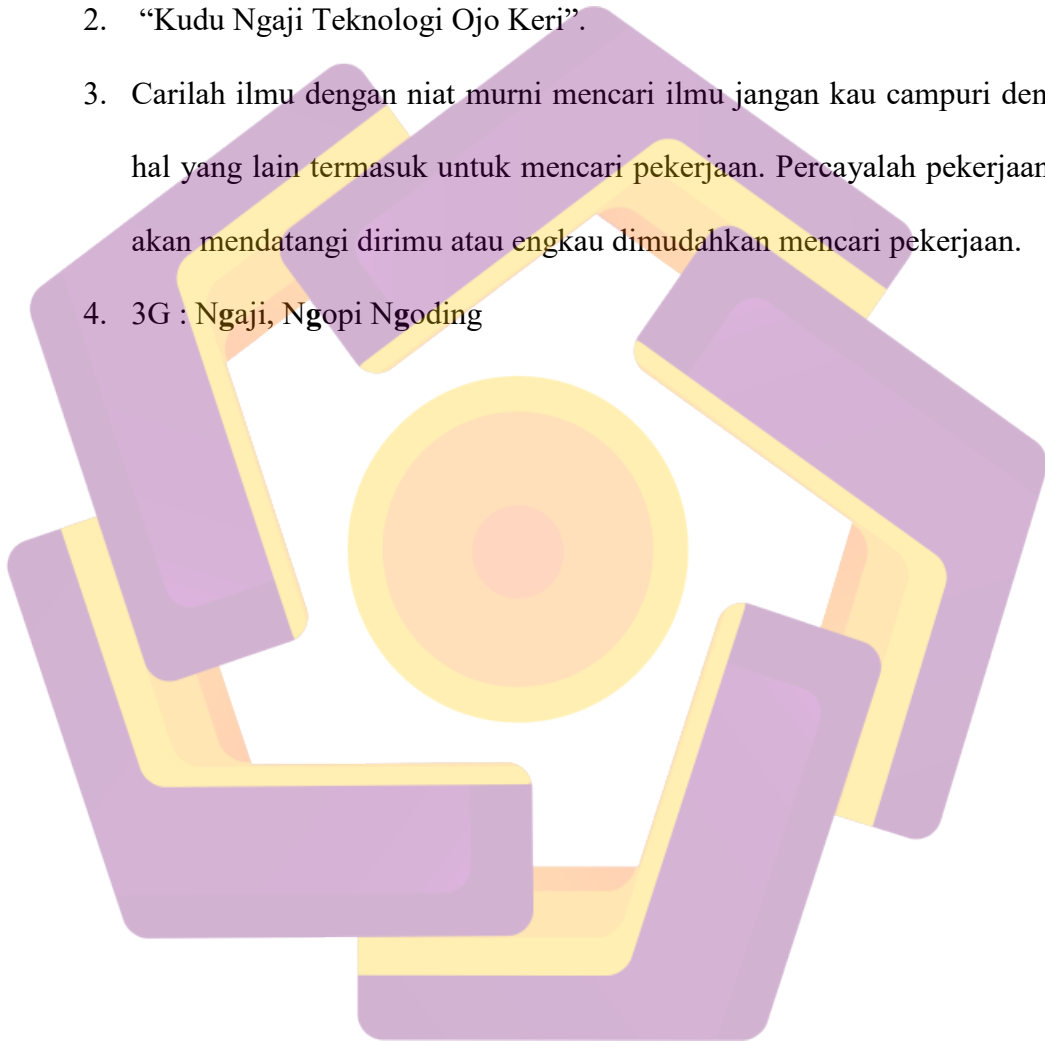 2. “Kudu Ngaji Teknologi Ojo Keri”.
3. Carilah ilmu dengan niat murni mencari ilmu jangan kau campuri den
hal yang lain termasuk untuk mencari pekerjaan. Percayalah pekerjaan
akan mendatangi dirimu atau engkau dimudahkan mencari pekerjaan.
4. 3G : Ngaji, Ngopi Ngoding